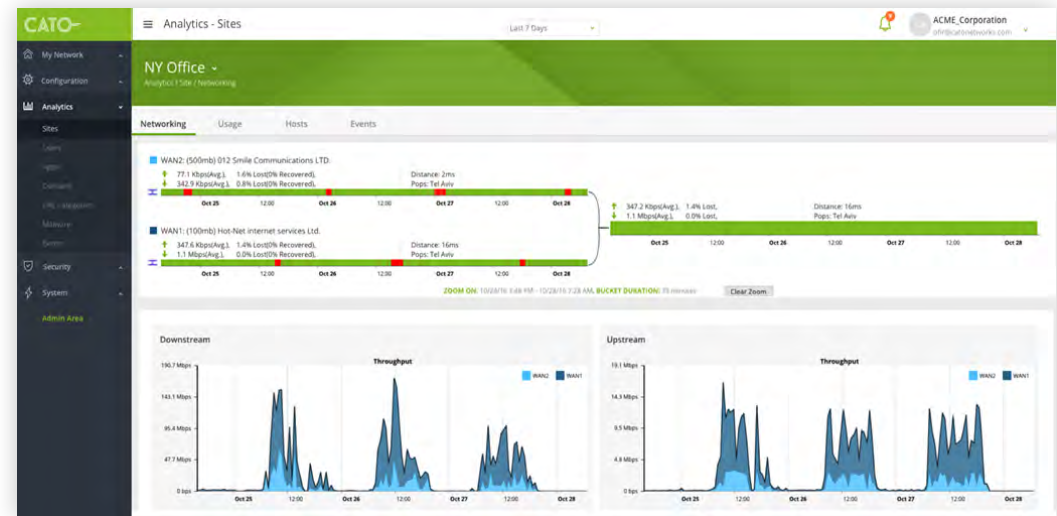 CATO
Analytics - Sites
Last 7 Days
ACME_Corporation
ofir@catonetworks.com
My Network
Configuration
Analytics
Sites
Security
System
Admin Area
NY Office
Analytics / Site / Networking
Networking Usage Hosts Events
WAN2: (500mb) 012 Smile Communications LTD.
77.1 Kbps(Avg.), 1.6% Lost(0% Recovered), Distance: 2ms
342.9 Kbps(Avg.), 0.8% Lost(0% Recovered), Pops: Tel Aviv
Oct 25 12:00 Oct 26 12:00 Oct 27 12:00 Oct 28
WAN1: (100mb) Hot-Net internet services Ltd.
347.6 Kbps(Avg.), 1.4% Lost(0% Recovered), Distance: 16ms
1.1 Mbps(Avg.), 0.0% Lost(0% Recovered), Pops: Tel Aviv
Oct 25 12:00 Oct 26 12:00 Oct 27 12:00 Oct 28
347.2 Kbps(Avg.), 1.4% Lost, Distance: 16ms
1.1 Mbps(Avg.), 0.0% Lost, Pops: Tel Aviv
Oct 25 12:00 Oct 26 12:00 Oct 27 12:00 Oct 28
ZOOM ON: BUCKET DURATION: minutes Clear Zoom
Downstream
Throughput
WAN2 WAN1
190.7 Mbps
143.1 Mbps
95.4 Mbps
47.7 Mbps
0 bps
Oct 25 12:00 Oct 26 12:00 Oct 27 12:00 Oct 28
Upstream
Throughput
WAN2 WAN1
19.1 Mbps
14.3 Mbps
9.5 Mbps
4.8 Mbps
0 bps
Oct 25 12:00 Oct 26 12:00 Oct 27 12:00 Oct 28